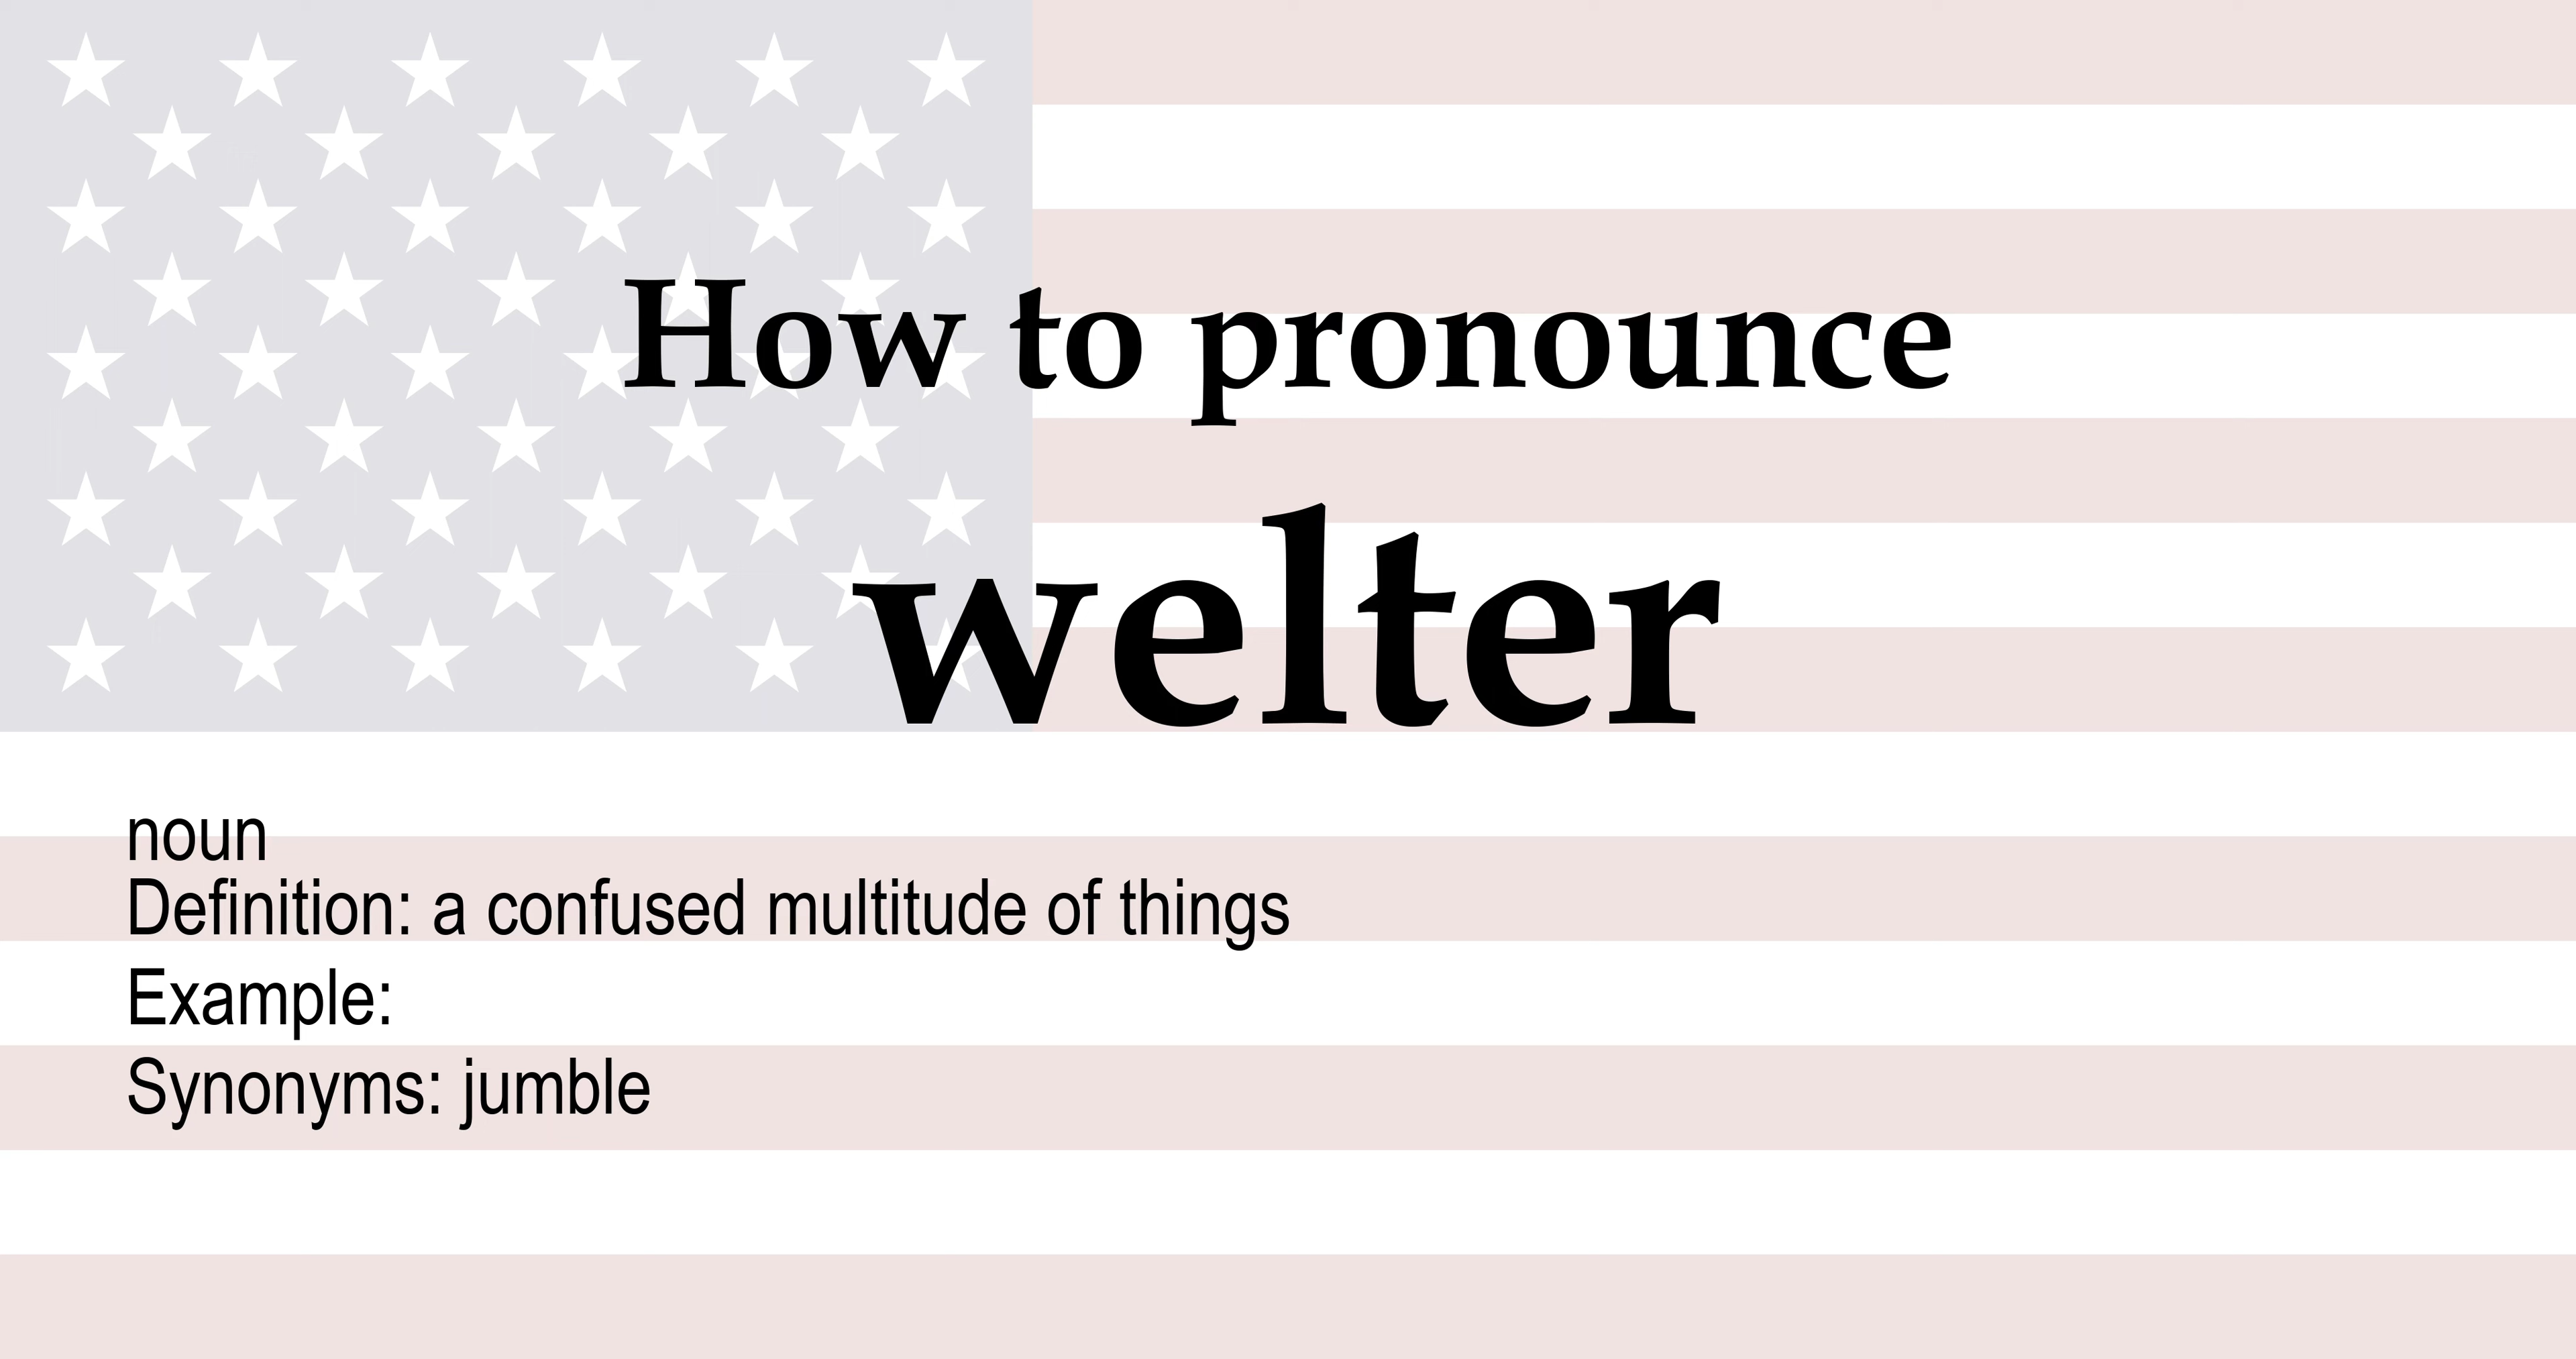 How to pronounce
welter
noun
Definition: a confused multitude of things
Example:
Synonyms: jumble